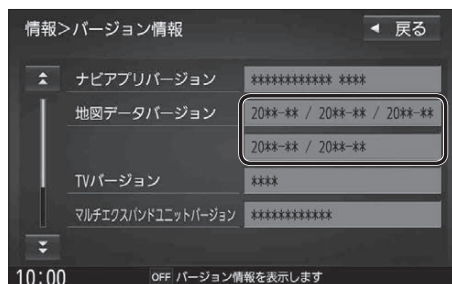 情報>バージョン情報
戻る
ナビアプリバージョン
************ ****
地図データバージョン
20**-** / 20**-** / 20**-**
20**-** / 20**-**
TVバージョン
****
マルチエクスパンドユニットバージョン
************
10:00
OFF バージョン情報を表示します